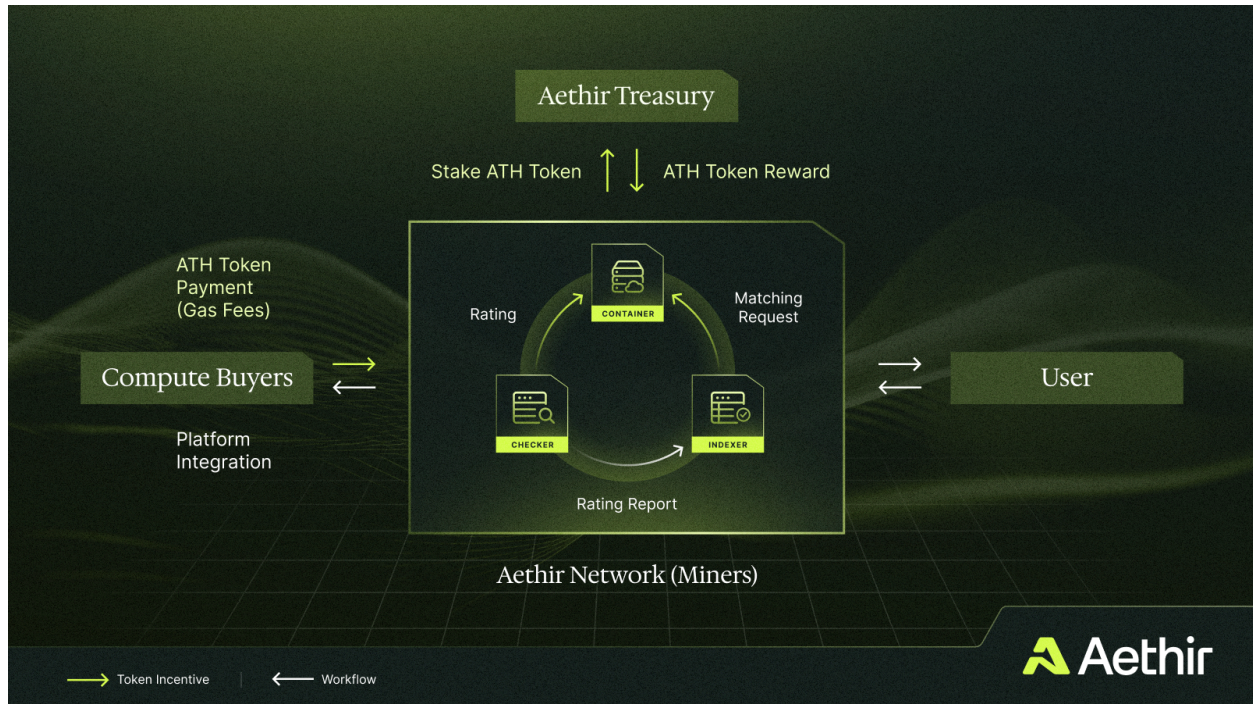 Aethir Treasury
Stake ATH Token
ATH Token Reward
ATH Token
Payment
(Gas Fees)
Compute Buyers
Platform
Integration
CONTAINER
Rating
Matching
Request
CHECKER
INDEXER
Rating Report
Aethir Network (Miners)
User
Token Incentive
Workflow
Aethir